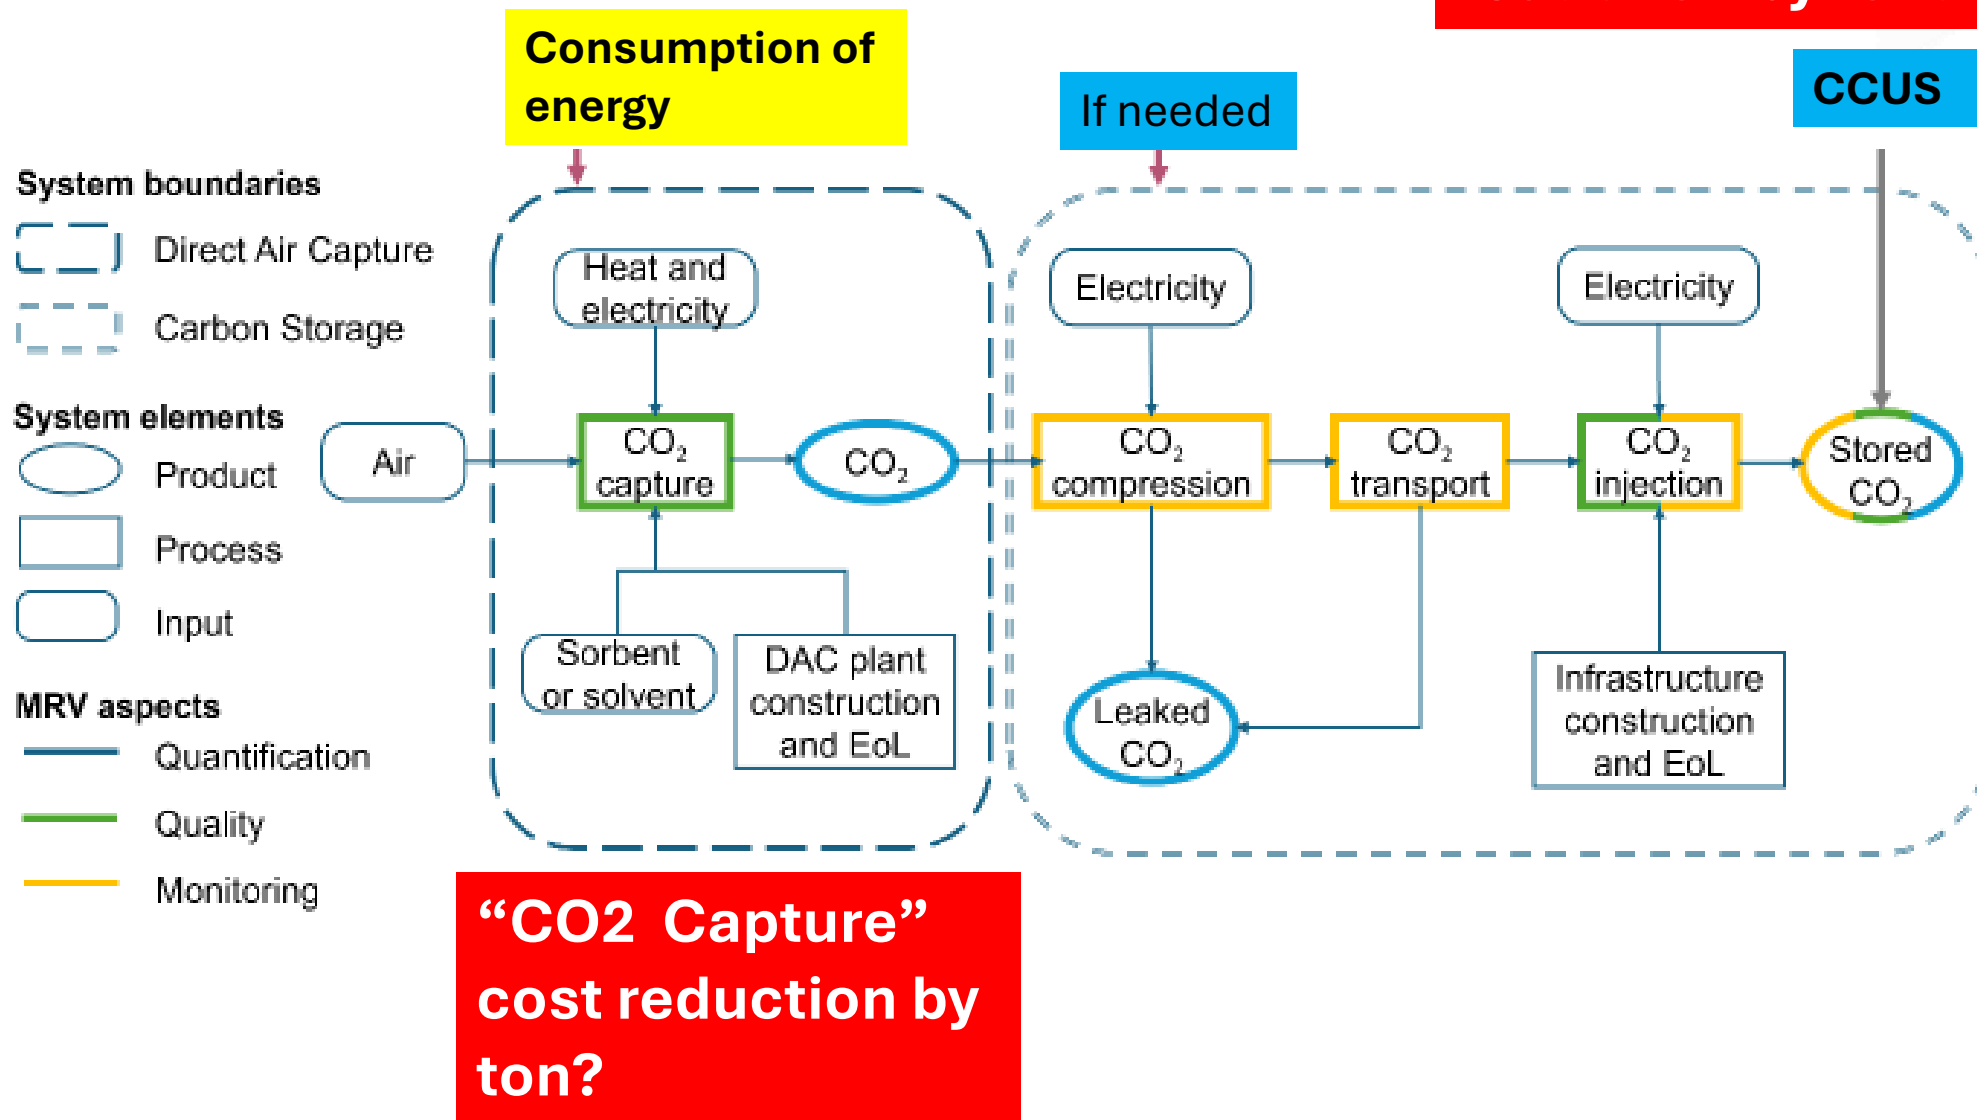 Consumption of
energy
If needed
CCUS
System boundaries
Direct Air Capture
Carbon Storage
System elements
Product
Process
Input
MRV aspects
Quantification
Quality
Monitoring
Heat and
electricity
Air
CO₂
capture
CO₂
Sorbent
or solvent
DAC plant
construction
and EoL
Electricity
CO₂
compression
CO₂
transport
Leaked
CO₂
Electricity
CO₂
injection
Stored
CO₂
Infrastructure
construction
and EoL
“CO2  Capture”
cost reduction by
ton?